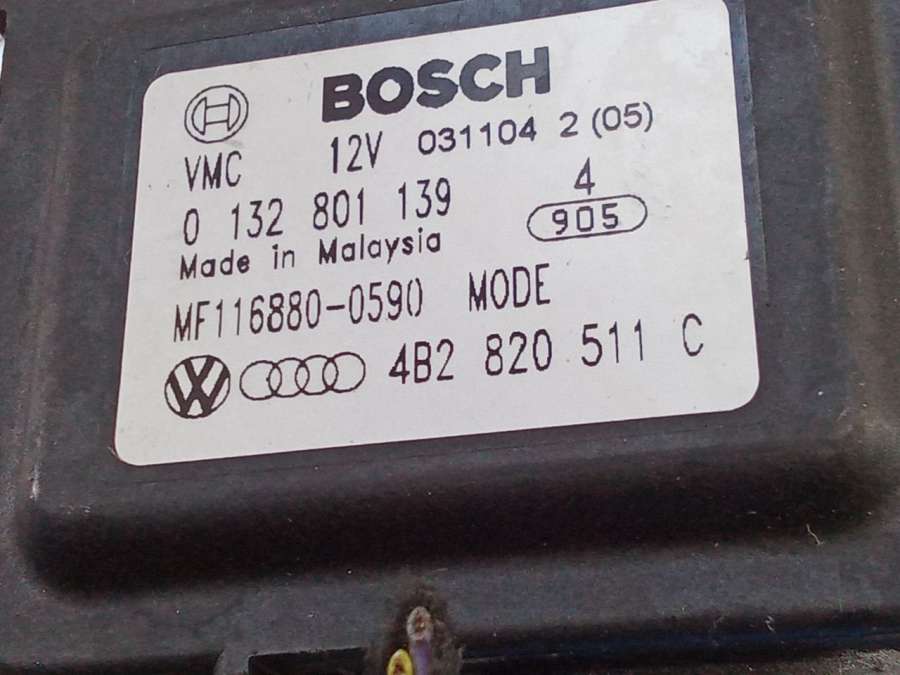 BOSCH
VMC 12V 031104 2 (05)
0 132 801 139 4
905
Made in Malaysia
MF116880-0590 MODE
4B2 820 511 C